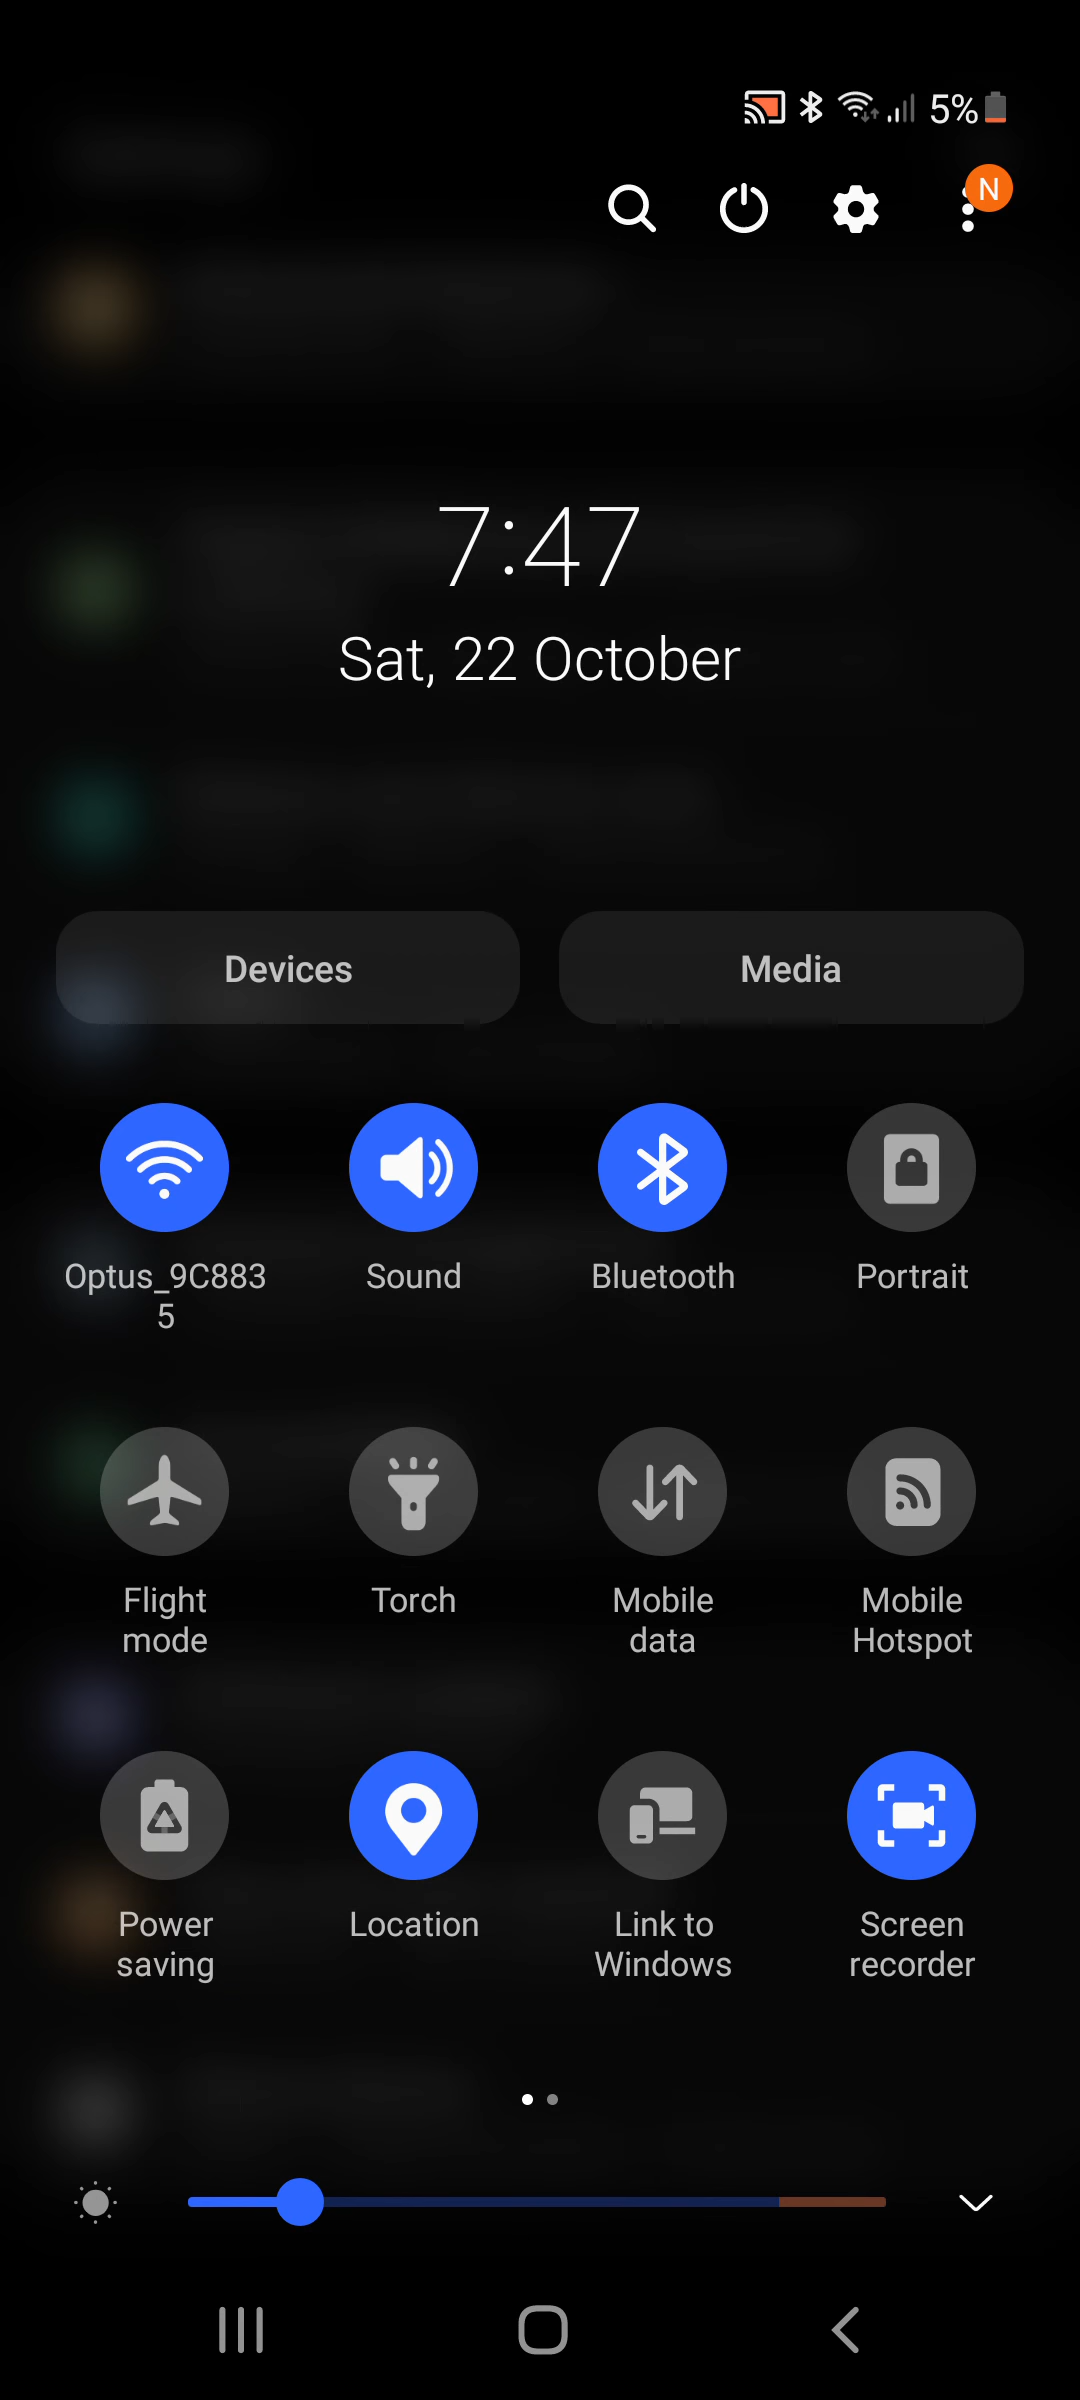 5%
N
7:47
Sat, 22 October
Devices
Media
Optus_9C883
5
Sound
Bluetooth
Portrait
Flight
mode
Torch
Mobile
data
Mobile
Hotspot
Power
saving
Location
Link to
Windows
Screen
recorder